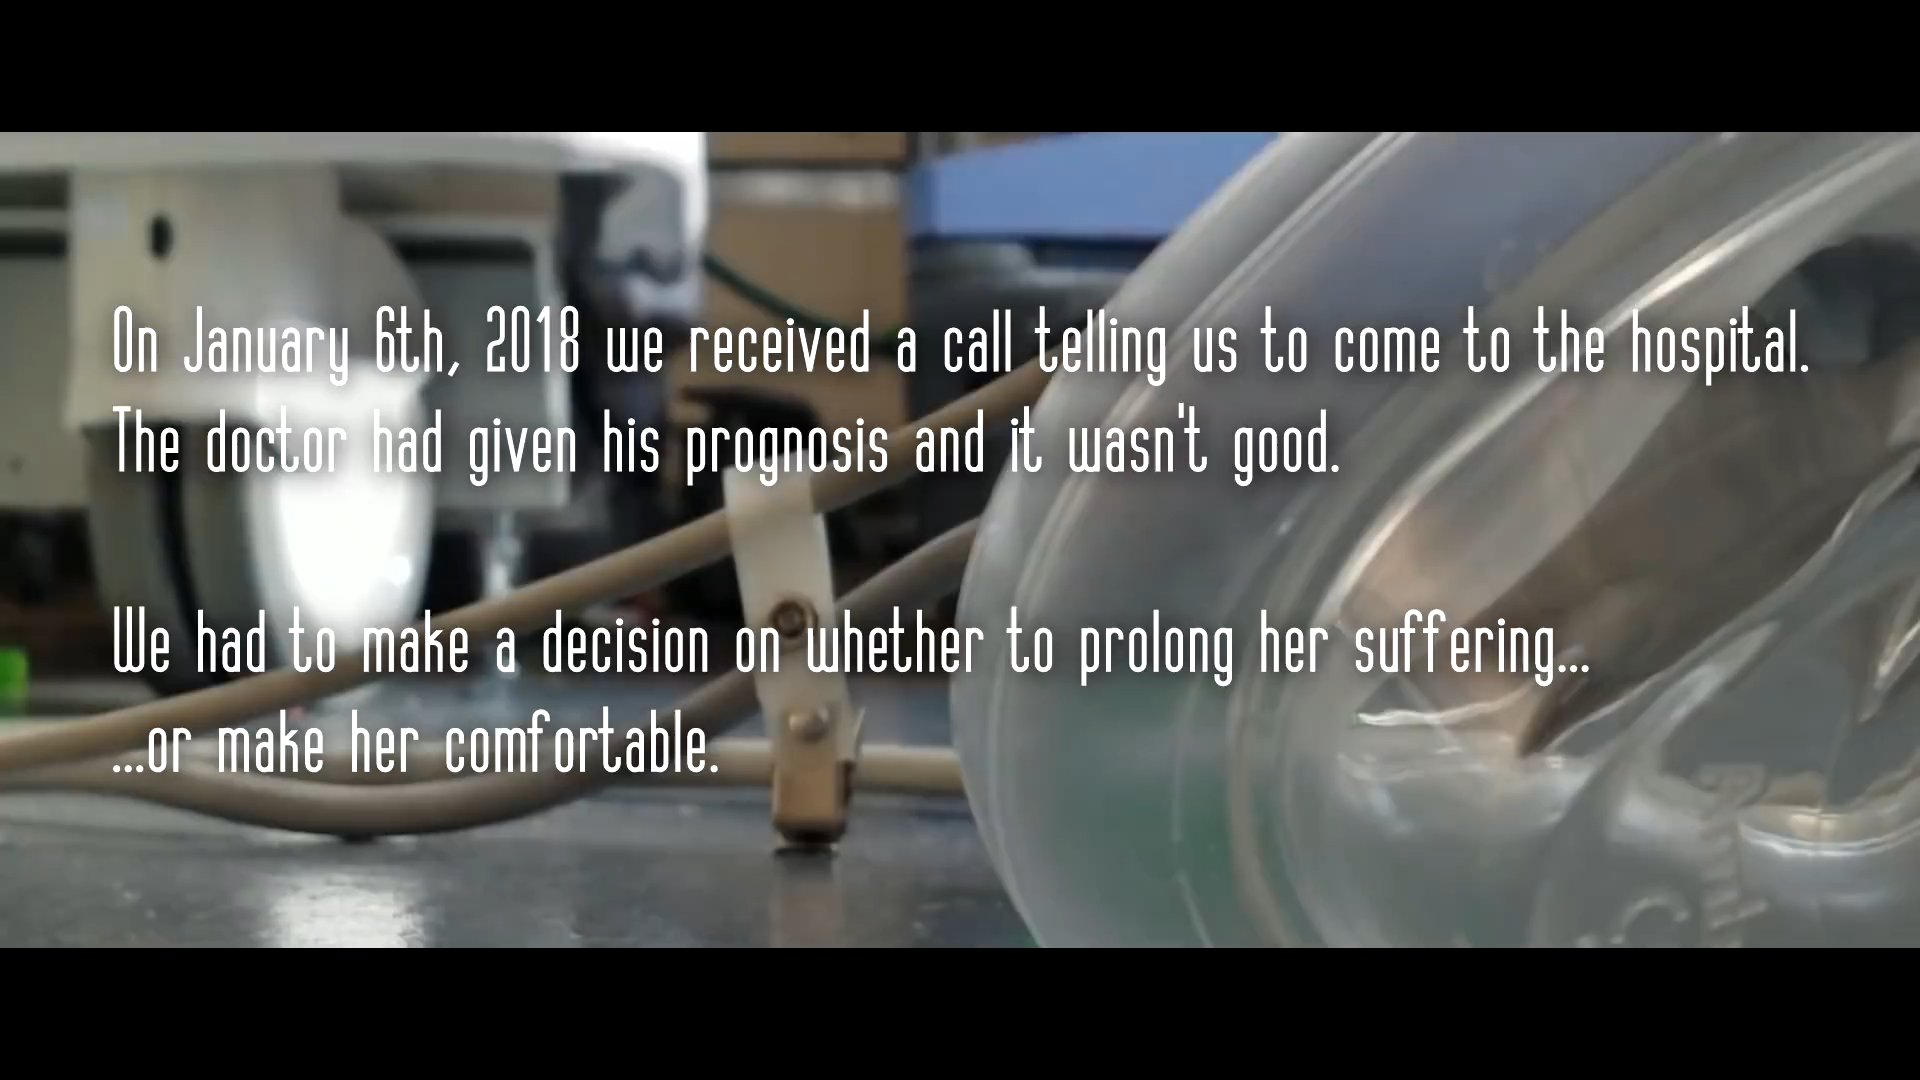 On January 6th, 2018 we received a call telling us to come to the hospital.
The doctor had given his prognosis and it wasn't good.
We had to make a decision on whether to prolong her suffering...
...or make her comfortable.